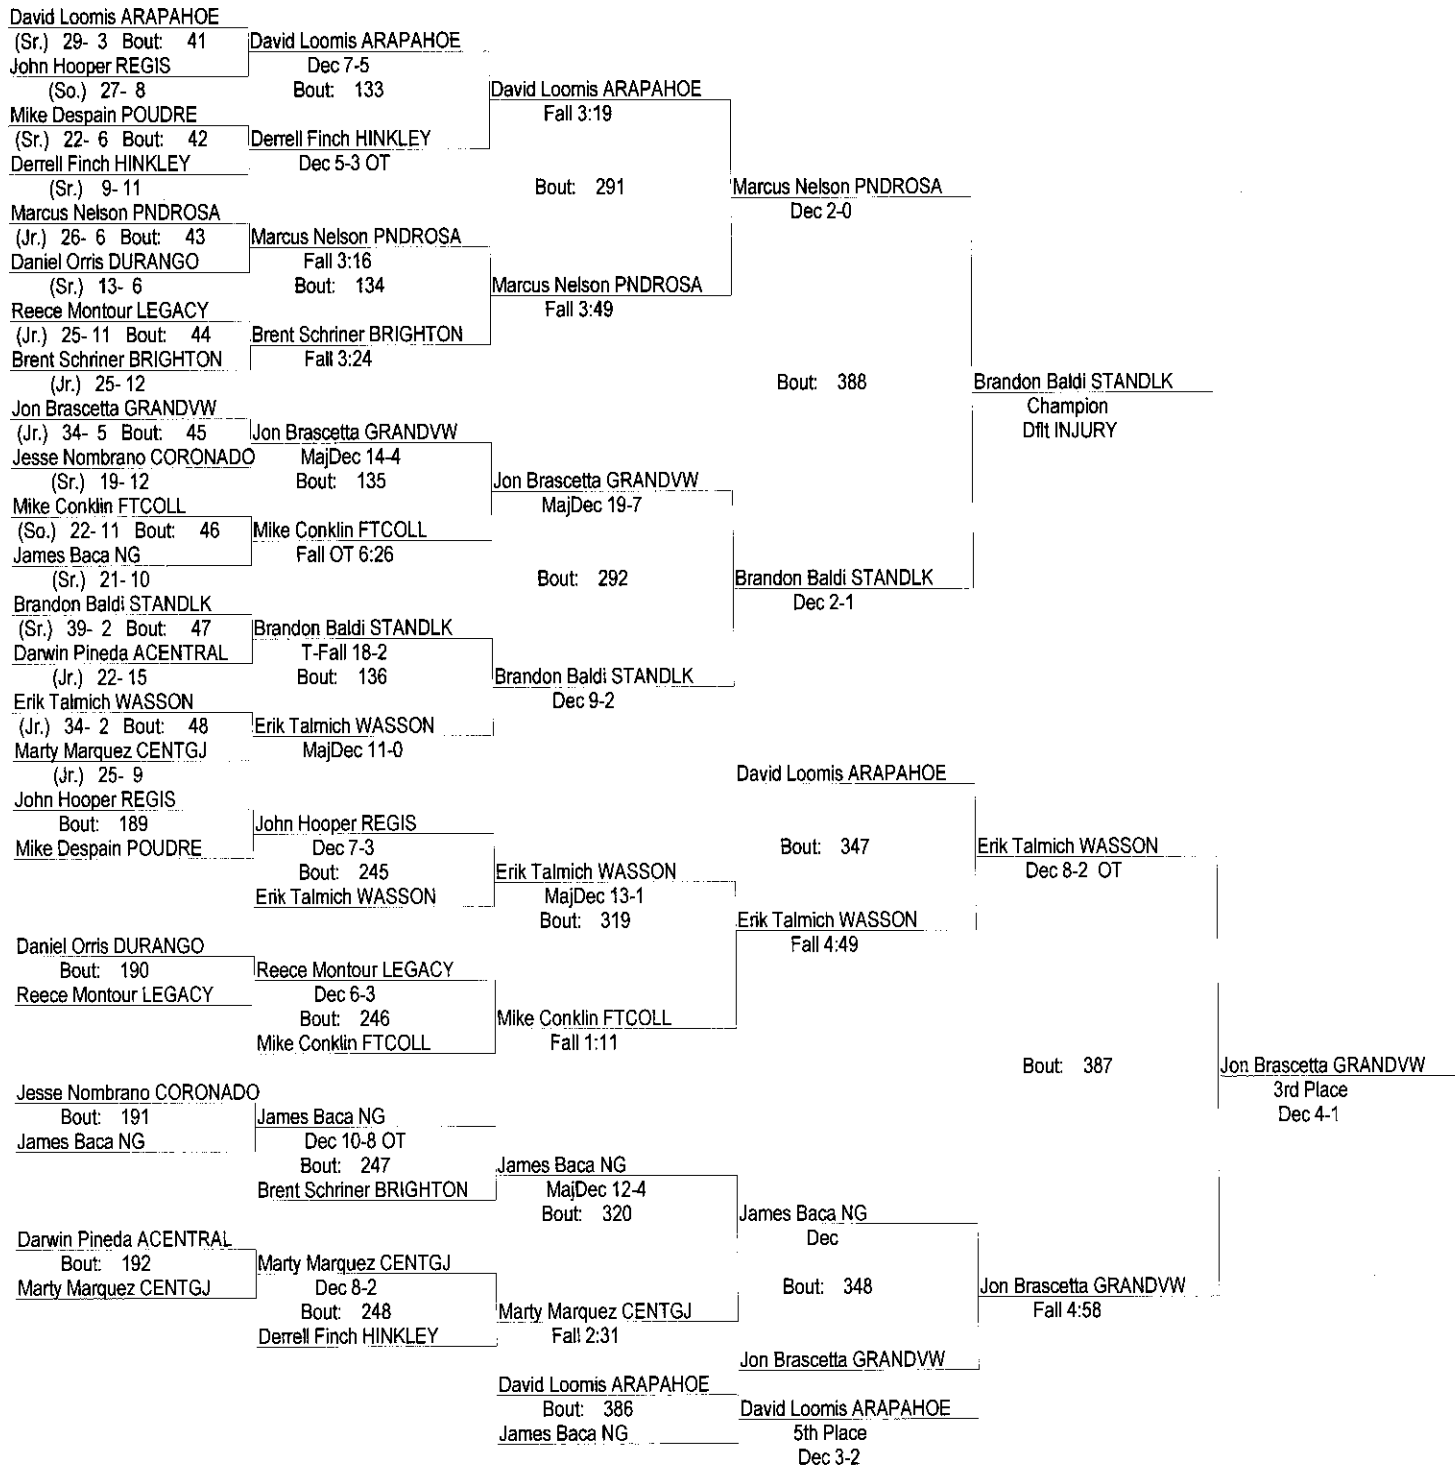 David Loomis ARAPAHOE
(Sr.) 29- 3 Bout: 41
John Hooper REGIS
(So.) 27- 8
Mike Despain POUDRE
(Sr.) 22- 6 Bout: 42
Derrell Finch HINKLEY
(Sr.) 9- 11
Marcus Nelson PNDROSA
(Jr.) 26- 6 Bout: 43
Daniel Orris DURANGO
(Sr.) 13- 6
Reece Montour LEGACY
(Jr.) 25- 11 Bout: 44
Brent Schriner BRIGHTON
(Jr.) 25- 12
Jon Brascetta GRANDVW
(Jr.) 34- 5 Bout: 45
Jesse Nombrano CORONADO
(Sr.) 19- 12
Mike Conklin FTCOLL
(So.) 22- 11 Bout: 46
James Baca NG
(Sr.) 21- 10
Brandon Baldi STANDLK
(Sr.) 39- 2 Bout: 47
Darwin Pineda ACENTRAL
(Jr.) 22- 15
Erik Talmich WASSON
(Jr.) 34- 2 Bout: 48
Marty Marquez CENTGJ
(Jr.) 25- 9
David Loomis ARAPAHOE
Dec 7-5
Bout: 133
Derrell Finch HINKLEY
Dec 5-3 OT
Marcus Nelson PNDROSA
Fall 3:16
Bout: 134
Brent Schriner BRIGHTON
Fall 3:24
Jon Brascetta GRANDVW
MajDec 14-4
Bout: 135
Mike Conklin FTCOLL
Fall OT 6:26
Brandon Baldi STANDLK
T-Fall 18-2
Bout: 136
Erik Talmich WASSON
MajDec 11-0
David Loomis ARAPAHOE
Fall 3:19
Bout: 291
Marcus Nelson PNDROSA
Fall 3:49
Jon Brascetta GRANDVW
MajDec 19-7
Bout: 292
Brandon Baldi STANDLK
Dec 9-2
Marcus Nelson PNDROSA
Dec 2-0
Bout: 388
Brandon Baldi STANDLK
Dec 2-1
Brandon Baldi STANDLK
Champion
Dflt INJURY
John Hooper REGIS
Bout: 189
Mike Despain POUDRE
Daniel Orris DURANGO
Bout: 190
Reece Montour LEGACY
Jesse Nombrano CORONADO
Bout: 191
James Baca NG
Darwin Pineda ACENTRAL
Bout: 192
Marty Marquez CENTGJ
John Hooper REGIS
Dec 7-3
Bout: 245
Erik Talmich WASSON
Reece Montour LEGACY
Dec 6-3
Bout: 246
Mike Conklin FTCOLL
James Baca NG
Dec 10-8 OT
Bout: 247
Brent Schriner BRIGHTON
Marty Marquez CENTGJ
Dec 8-2
Bout: 248
Derrell Finch HINKLEY
Erik Talmich WASSON
MajDec 13-1
Bout: 319
Mike Conklin FTCOLL
Fall 1:11
James Baca NG
MajDec 12-4
Bout: 320
Marty Marquez CENTGJ
Fall 2:31
David Loomis ARAPAHOE
Bout: 347
Erik Talmich WASSON
Fall 4:49
James Baca NG
Dec
Bout: 348
Jon Brascetta GRANDVW
Erik Talmich WASSON
Dec 8-2 OT
Bout: 387
Jon Brascetta GRANDVW
Fall 4:58
Jon Brascetta GRANDVW
3rd Place
Dec 4-1
David Loomis ARAPAHOE
Bout: 386
James Baca NG
David Loomis ARAPAHOE
5th Place
Dec 3-2